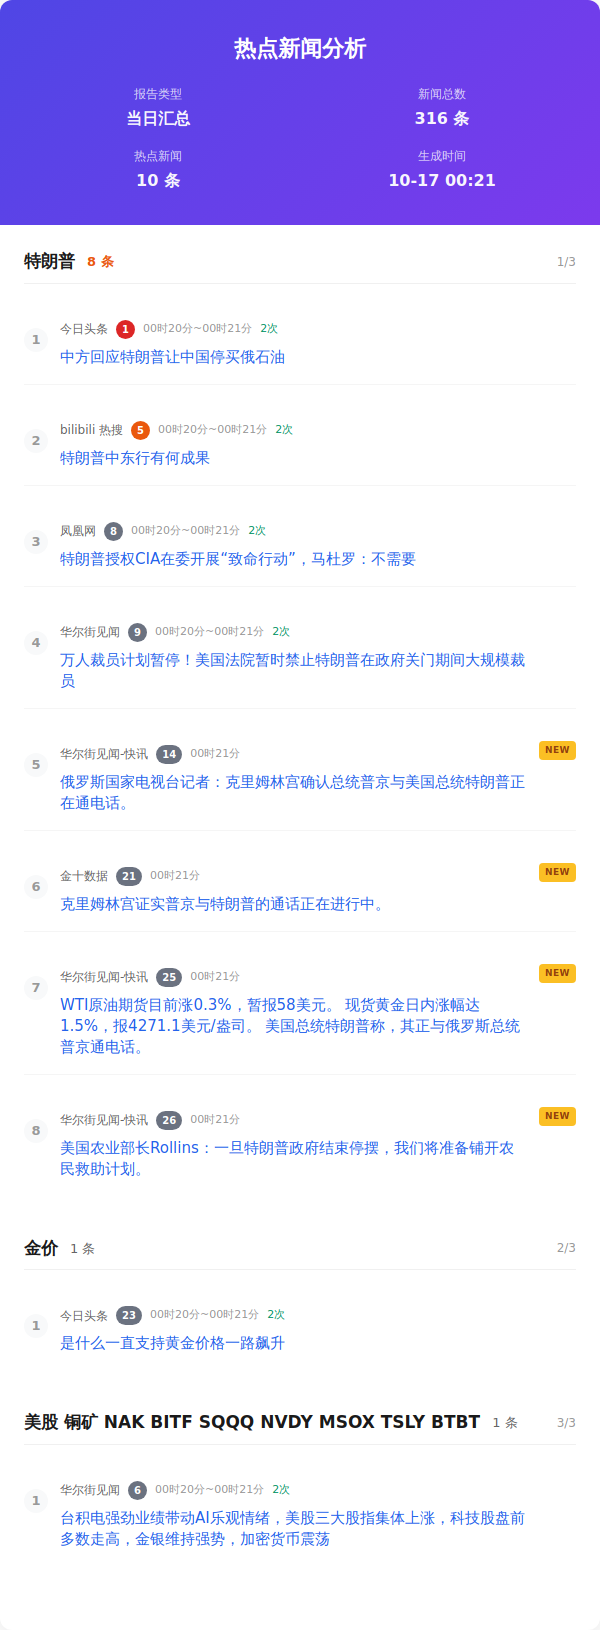 热点新闻分析
报告类型
新闻总数
当日汇总
316 条
热点新闻
生成时间
10 条
10-17 00:21
特朗普 8 条 1/3
1
今日头条 1 00时20分~00时21分 2次
中方回应特朗普让中国停买俄石油
2
bilibili 热搜 5 00时20分~00时21分 2次
特朗普中东行有何成果
3
凤凰网 8 00时20分~00时21分 2次
特朗普授权CIA在委开展“致命行动”，马杜罗：不需要
4
华尔街见闻 9 00时20分~00时21分 2次
万人裁员计划暂停！美国法院暂时禁止特朗普在政府关门期间大规模裁
员
5
华尔街见闻-快讯 14 00时21分 NEW
俄罗斯国家电视台记者：克里姆林宫确认总统普京与美国总统特朗普正
在通电话。
6
金十数据 21 00时21分 NEW
克里姆林宫证实普京与特朗普的通话正在进行中。
7
华尔街见闻-快讯 25 00时21分 NEW
WTI原油期货目前涨0.3%，暂报58美元。 现货黄金日内涨幅达
1.5%，报4271.1美元/盎司。 美国总统特朗普称，其正与俄罗斯总统
普京通电话。
8
华尔街见闻-快讯 26 00时21分 NEW
美国农业部长Rollins：一旦特朗普政府结束停摆，我们将准备铺开农
民救助计划。
金价 1 条 2/3
1
今日头条 23 00时20分~00时21分 2次
是什么一直支持黄金价格一路飙升
美股 铜矿 NAK BITF SQQQ NVDY MSOX TSLY BTBT 1 条 3/3
1
华尔街见闻 6 00时20分~00时21分 2次
台积电强劲业绩带动AI乐观情绪，美股三大股指集体上涨，科技股盘前
多数走高，金银维持强势，加密货币震荡